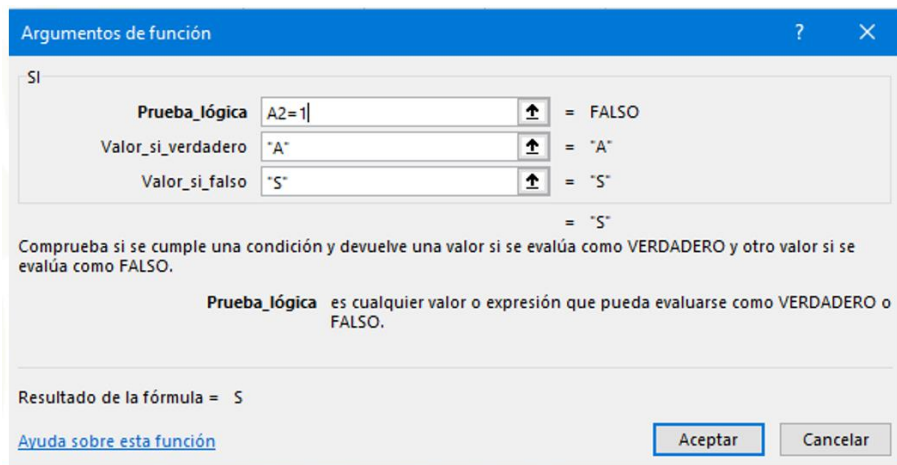 Argumentos de función ? ×
SI
Prueba_lógica A2=1 = FALSO
Valor_si_verdadero "A" = "A"
Valor_si_falso "S" = "S"
= "S"
Comprueba si se cumple una condición y devuelve una valor si se evalúa como VERDADERO y otro valor si se
evalúa como FALSO.
Prueba_lógica es cualquier valor o expresión que pueda evaluarse como VERDADERO o
FALSO.
Resultado de la fórmula = S
Ayuda sobre esta función Aceptar Cancelar